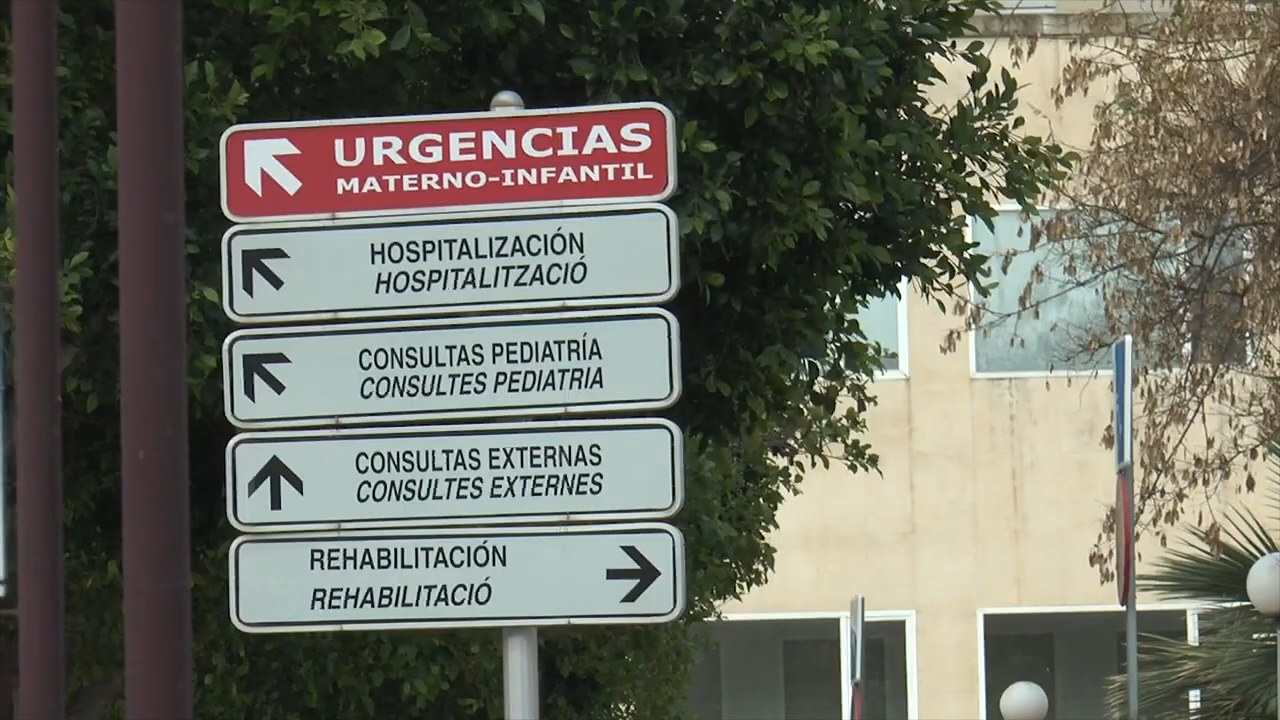 URGENCIAS
MATERNO-INFANTIL
HOSPITALIZACIÓN
HOSPITALITZACIÓ
CONSULTAS PEDIATRÍA
CONSULTES PEDIATRIA
CONSULTAS EXTERNAS
CONSULTES EXTERNES
REHABILITACIÓN
REHABILITACIÓ